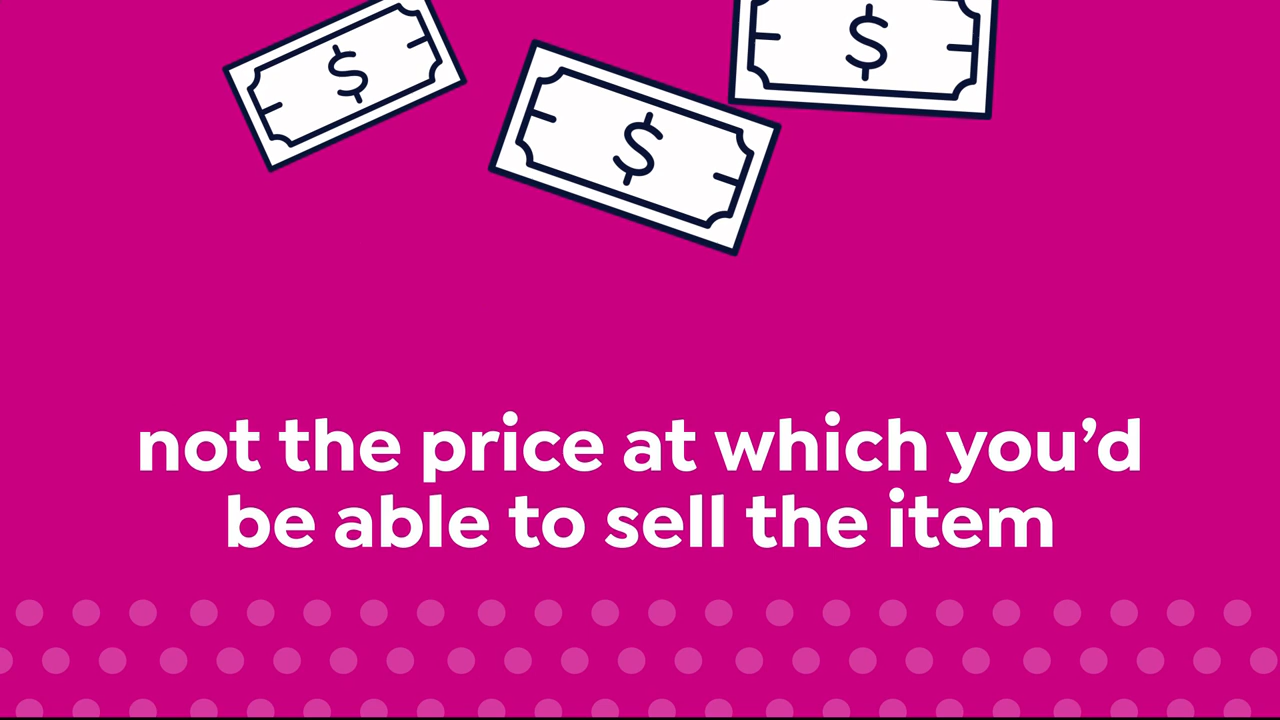 $ $ $
not the price at which you’d
be able to sell the item